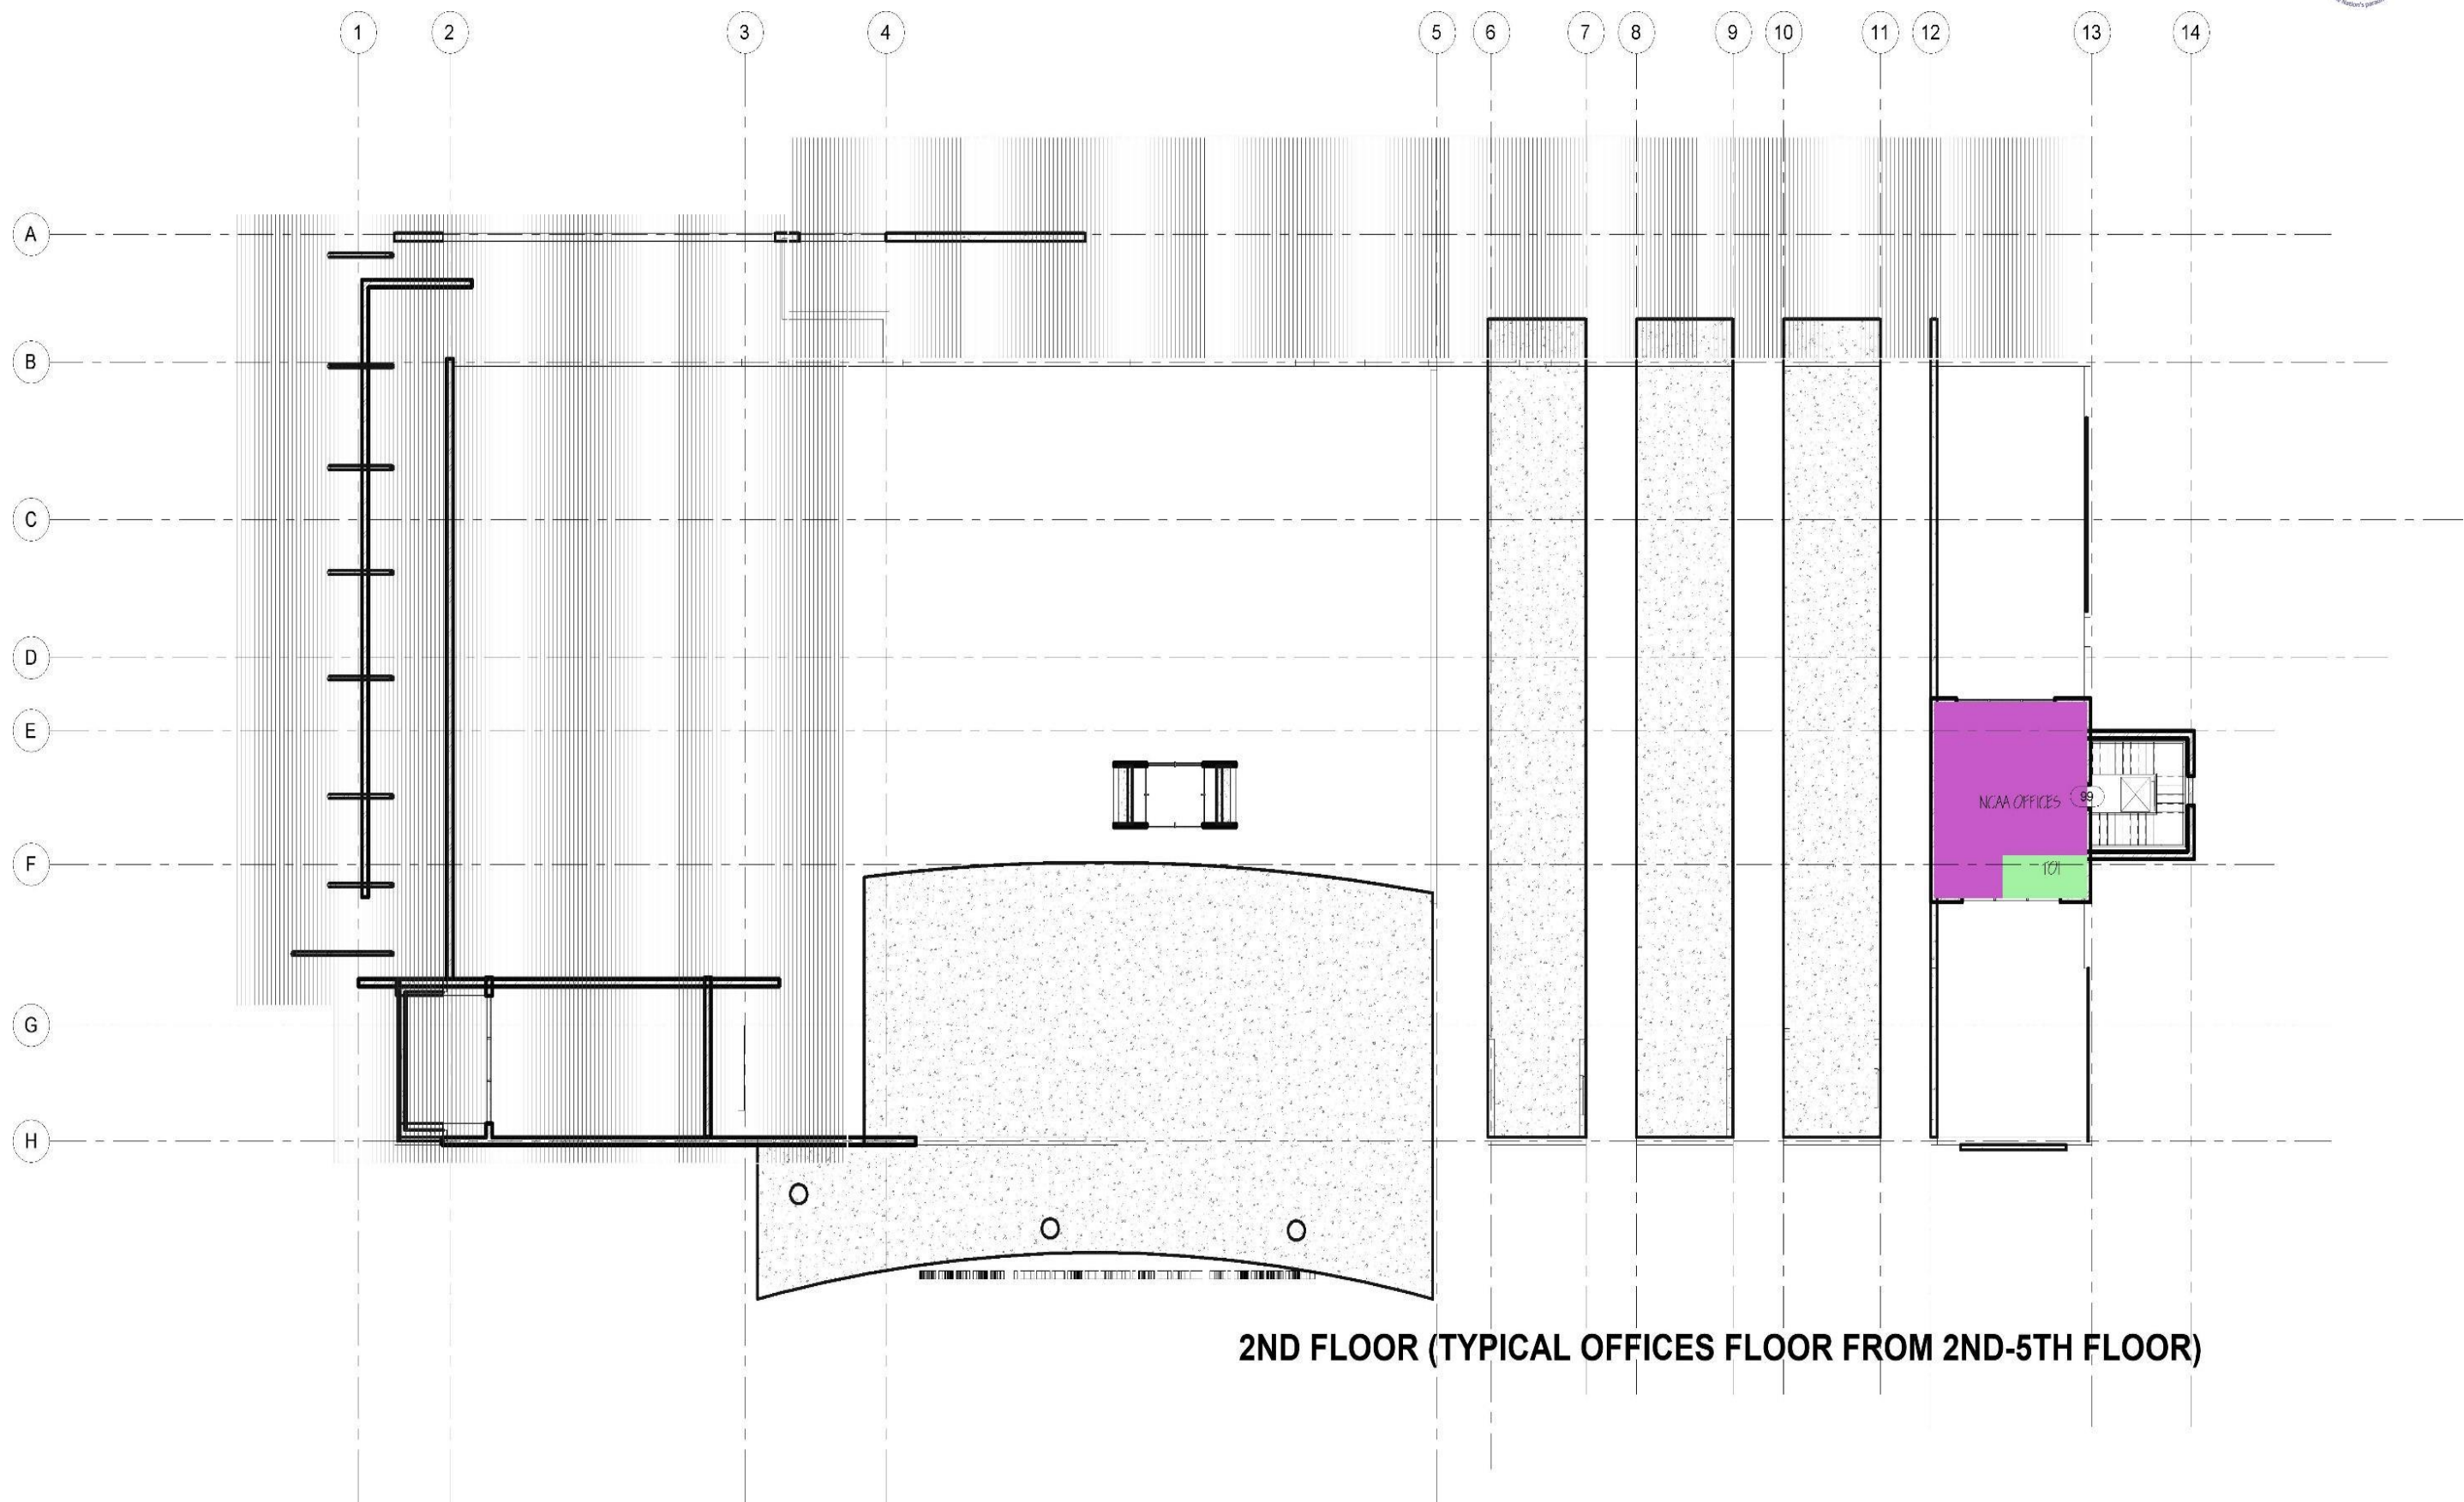 1 2 3 4 5 6 7 8 9 10 11 12 13 14
A
B
C
D
E
NCAA OFFICES 99
F
TOI
G
H
2ND FLOOR (TYPICAL OFFICES FLOOR FROM 2ND-5TH FLOOR)